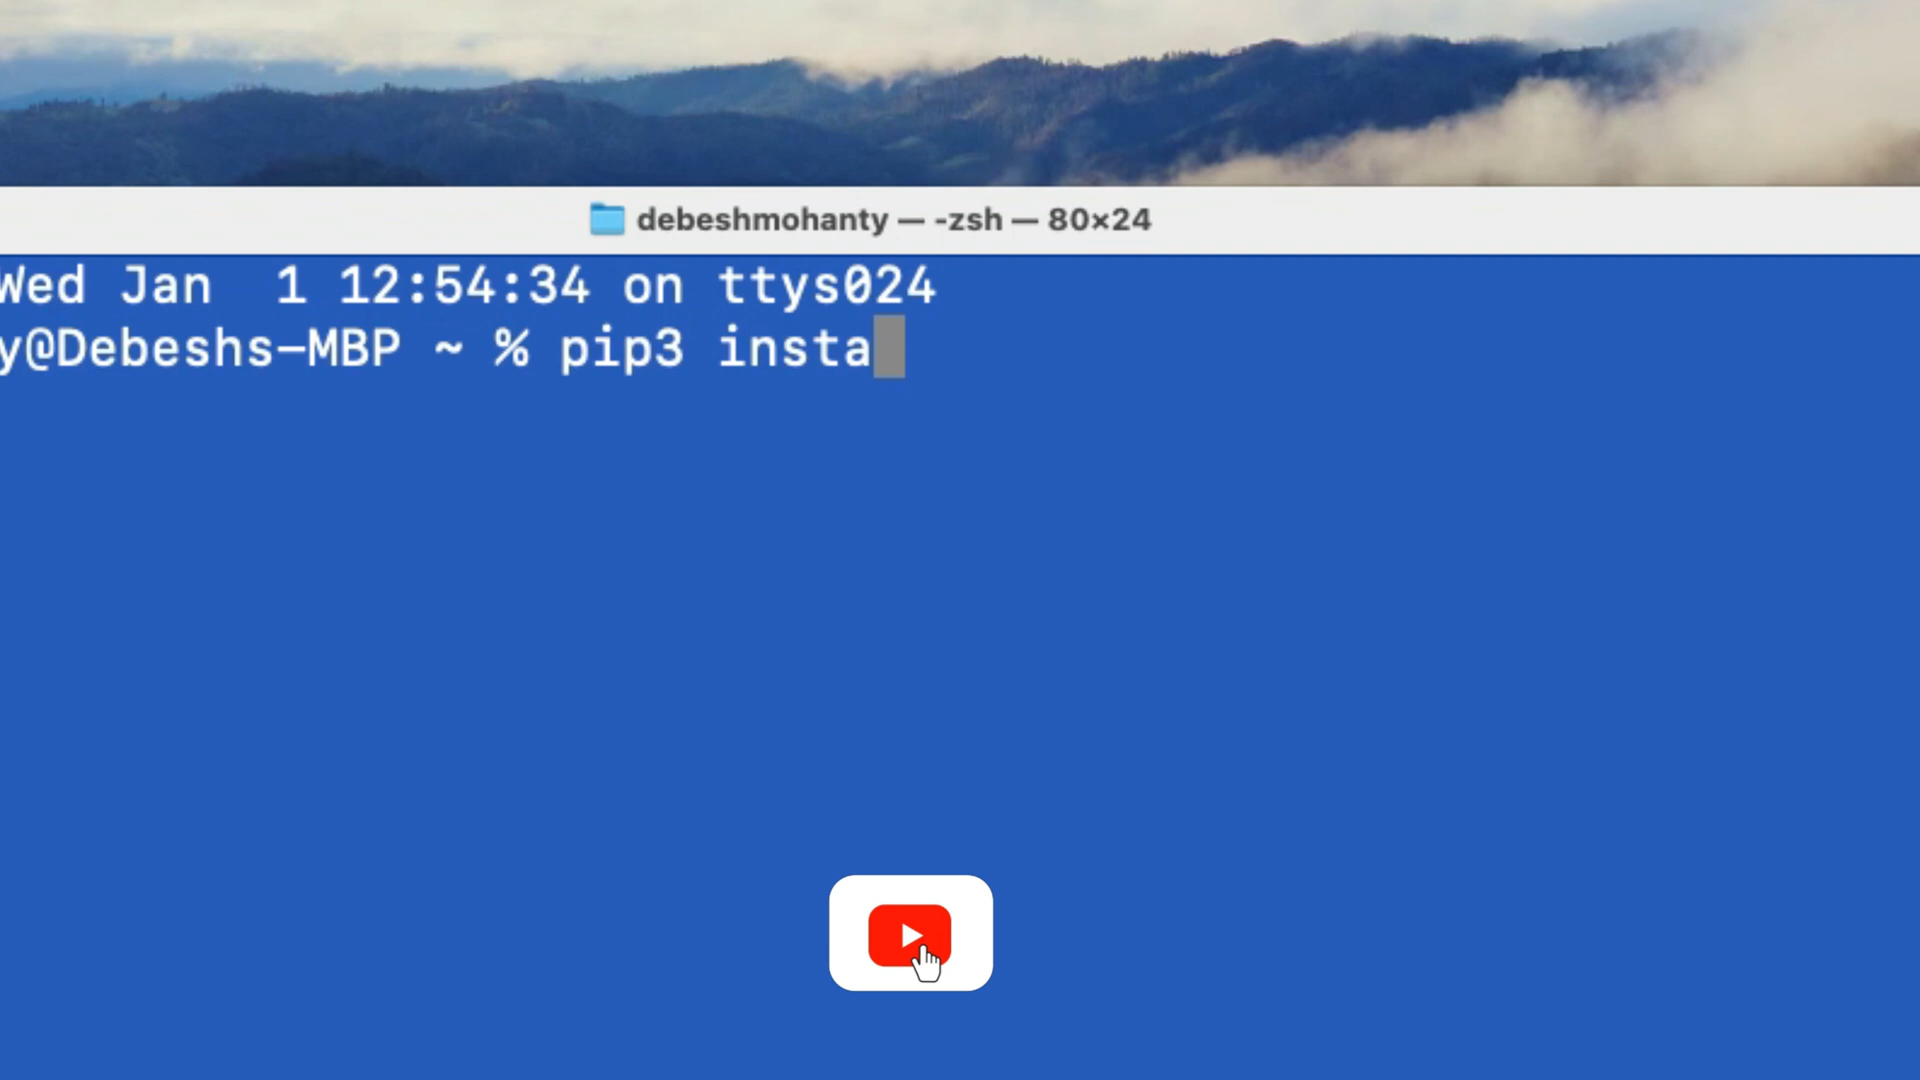 debeshmohanty — -zsh — 80×24
Wed Jan  1 12:54:34 on ttys024
y@Debeshs-MBP ~ % pip3 insta